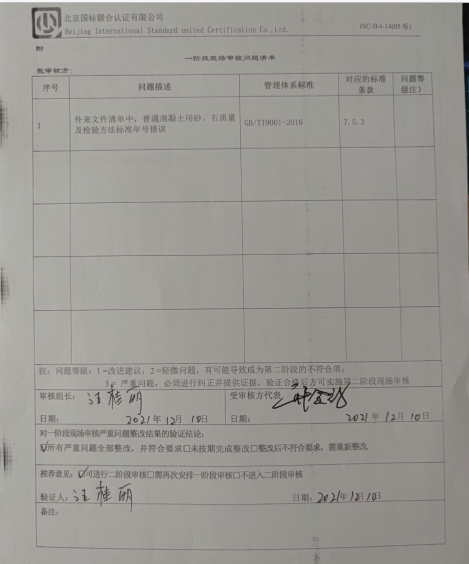 北京国标联合认证有限公司
Beijing International Standard united Certification Co.,Ltd. ISC-B-I-14(05版)
附
一阶段现场审核问题清单
受审核方:
序号 问题描述 管理体系标准 对应的标准条款 问题等级注)
1 外来文件清单中,普通混凝土用砂、石质量及检验方法标准年号错误 GB/T19001-2016 7.5.3
注:问题等级:1=改进建议;2=轻微问题,有可能导致成为第二阶段的不符合项;
3= 严重问题,必须进行纠正并提供证据,验证合格后方可实施第二阶段现场审核
审核组长: 汪桂丽 受审核方代表:
日期: 2021年12月10日 2021年12月10日
对一阶段现场审核严重问题整改结果的验证结论:
☑所有严重问题全部整改,并符合要求□未按期完成整改□整改后不符合要求,需重新整改.
推荐意见:☑可进行二阶段审核□需再次安排一阶段审核□不进入二阶段审核
验证人: 汪桂丽 日期: 2021年12月10日
备注: